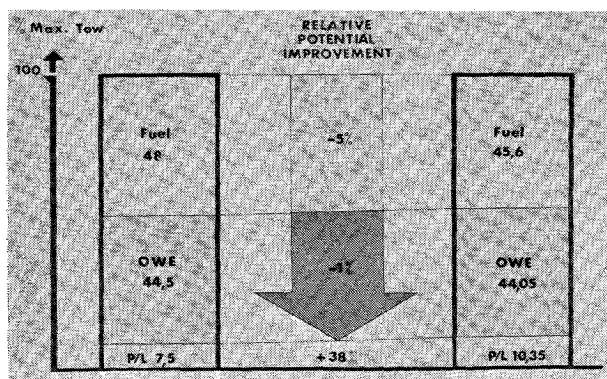 % Max. Tow
RELATIVE
POTENTIAL
IMPROVEMENT
100
Fuel
48
-5%
Fuel
45,6
OWE
44,5
-1%
OWE
44,05
P/L 7,5
+38%
P/L 10,35